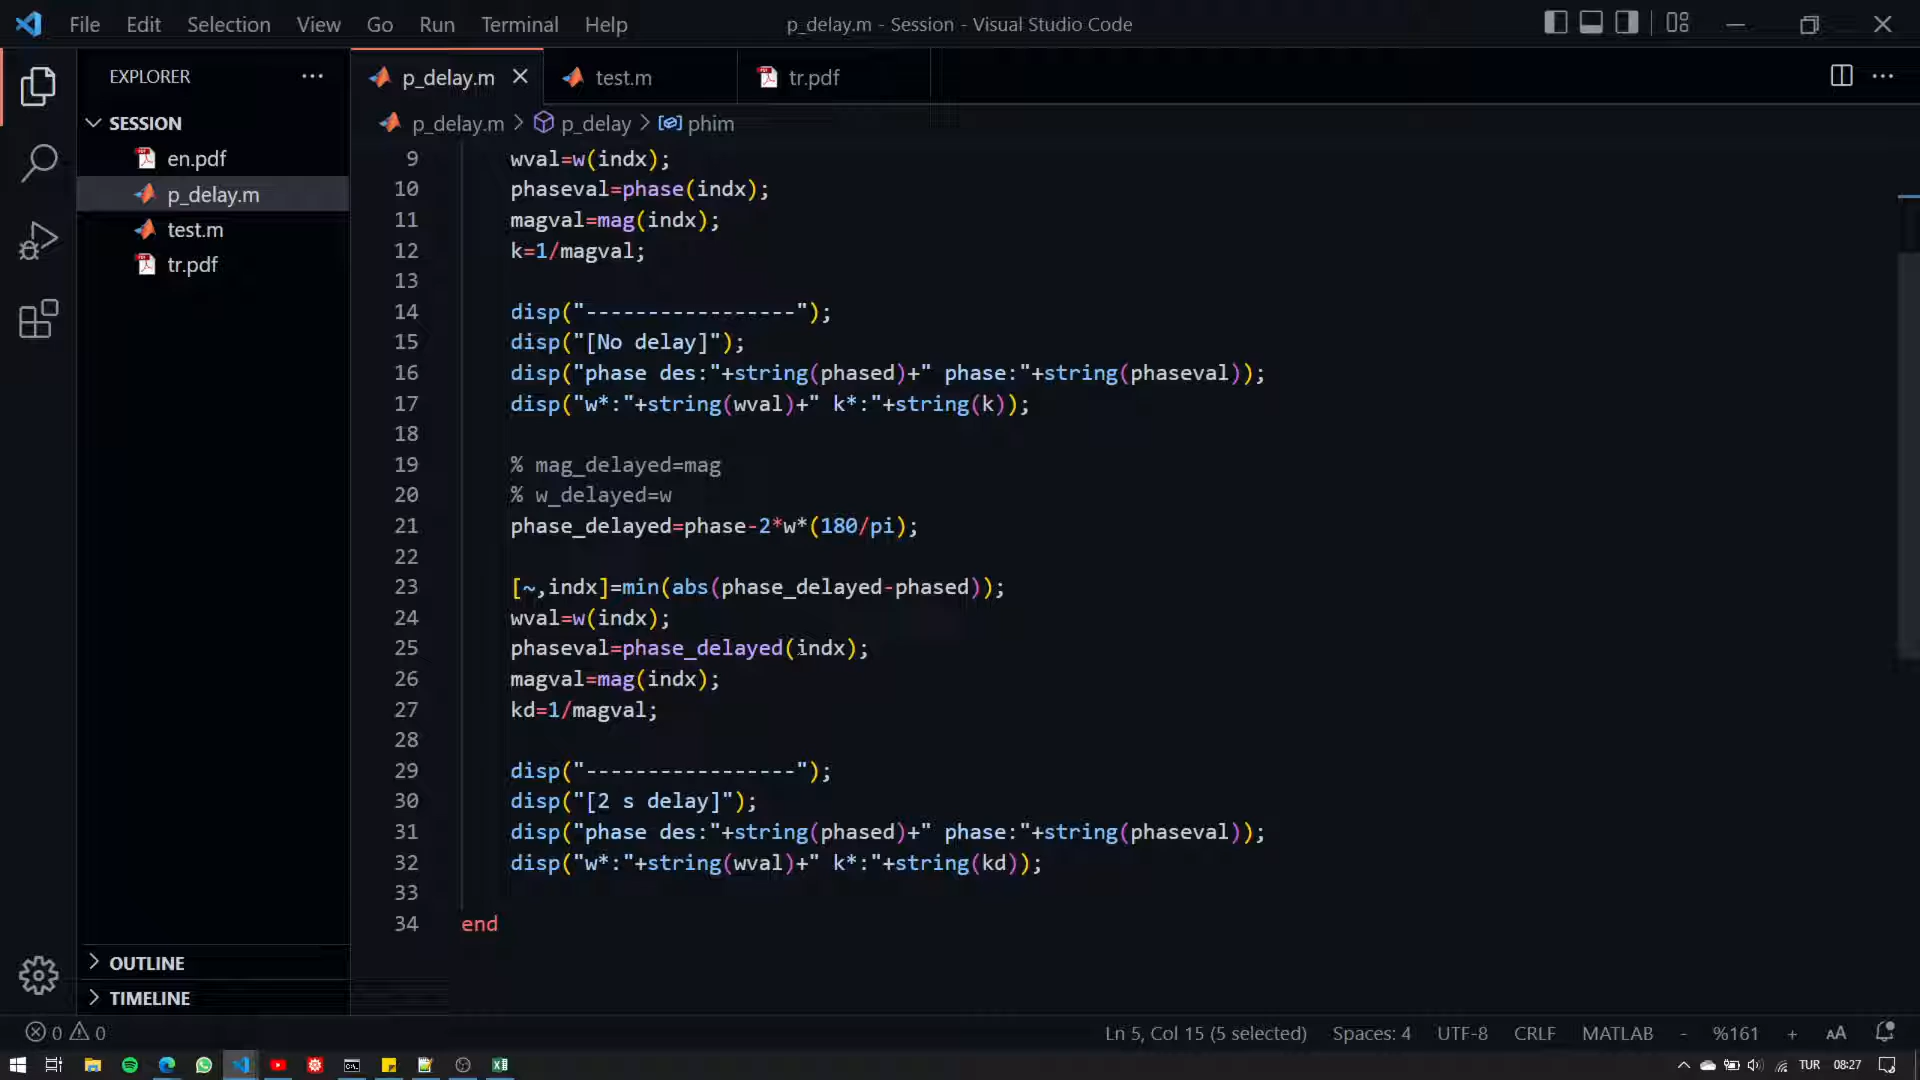 File Edit Selection View Go Run Terminal Help
p_delay.m - Session - Visual Studio Code
EXPLORER
SESSION
en.pdf
p_delay.m
test.m
tr.pdf
OUTLINE
TIMELINE
p_delay.m test.m tr.pdf
p_delay.m > p_delay > phim
9 wval=w(indx);
10 phaseval=phase(indx);
11 magval=mag(indx);
12 k=1/magval;
13
14 disp("-----------------");
15 disp("[No delay]");
16 disp("phase des:"+string(phased)+" phase:"+string(phaseval));
17 disp("w*:"+string(wval)+" k*:"+string(k));
18
19 % mag_delayed=mag
20 % w_delayed=w
21 phase_delayed=phase-2*w*(180/pi);
22
23 [~,indx]=min(abs(phase_delayed-phased));
24 wval=w(indx);
25 phaseval=phase_delayed(indx);
26 magval=mag(indx);
27 kd=1/magval;
28
29 disp("-----------------");
30 disp("[2 s delay]");
31 disp("phase des:"+string(phased)+" phase:"+string(phaseval));
32 disp("w*:"+string(wval)+" k*:"+string(kd));
33
34 end
0 0
Ln 5, Col 15 (5 selected) Spaces: 4 UTF-8 CRLF MATLAB - %161 + AA
TUR 08:27